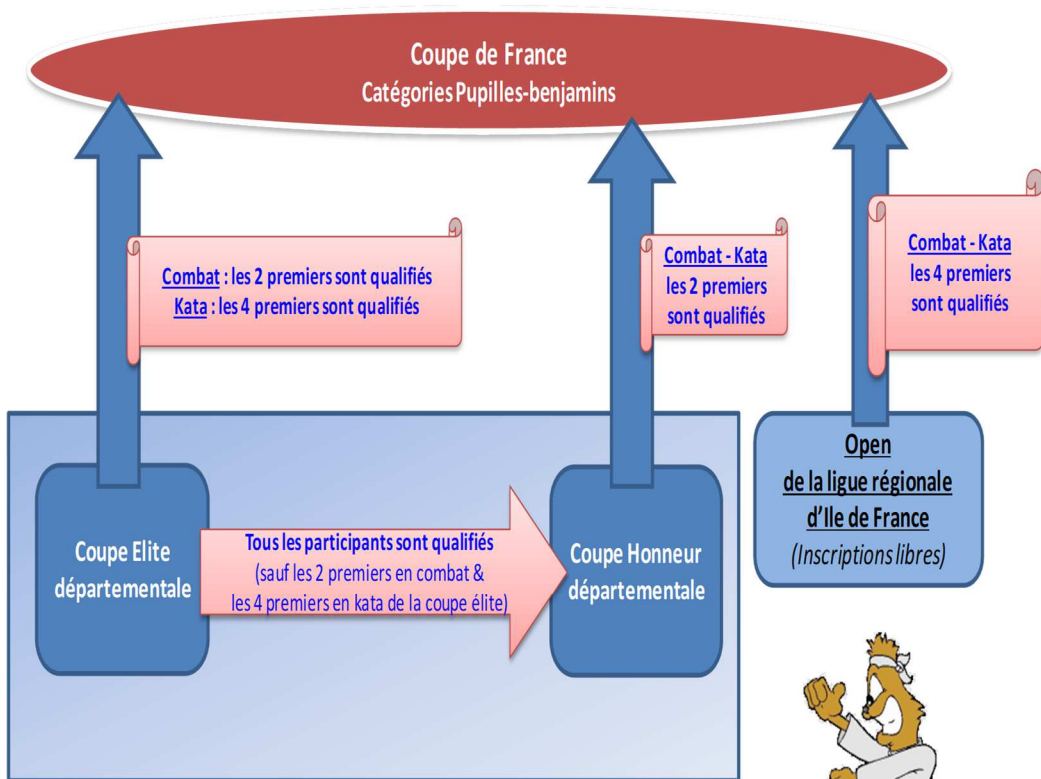 Coupe de France
Catégories Pupilles-benjamins
Combat : les 2 premiers sont qualifiés
Kata : les 4 premiers sont qualifiés
Combat - Kata
les 2 premiers
sont qualifiés
Combat - Kata
les 4 premiers
sont qualifiés
Coupe Elite
départementale
Tous les participants sont qualifiés
(sauf les 2 premiers en combat &
les 4 premiers en kata de la coupe élite)
Coupe Honneur
départementale
Open
de la ligue régionale
d'Ile de France
(Inscriptions libres)